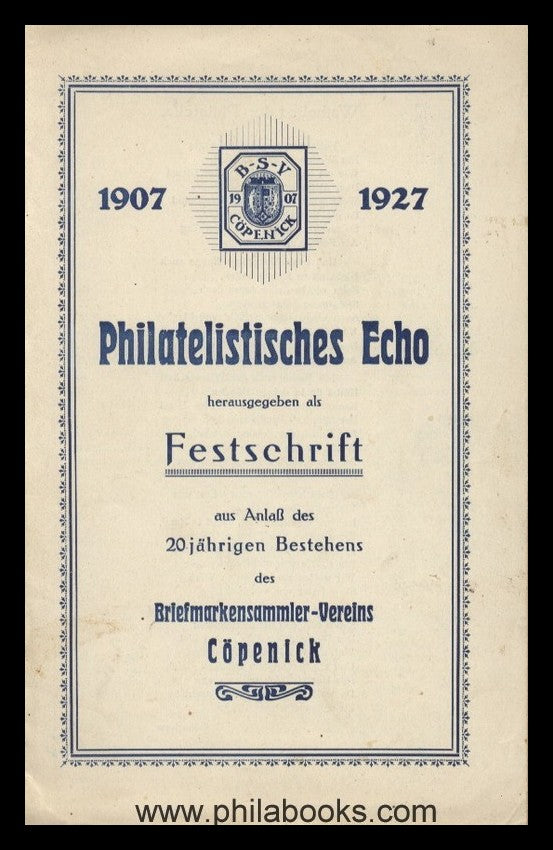 B-S-V
1907 1927
19 07
CÖPENICK
Philatelistisches Echo
herausgegeben als
Festschrift
aus Anlaß des
20jährigen Bestehens
des
Briefmarkensammler-Vereins
Cöpenick
www.philabooks.com